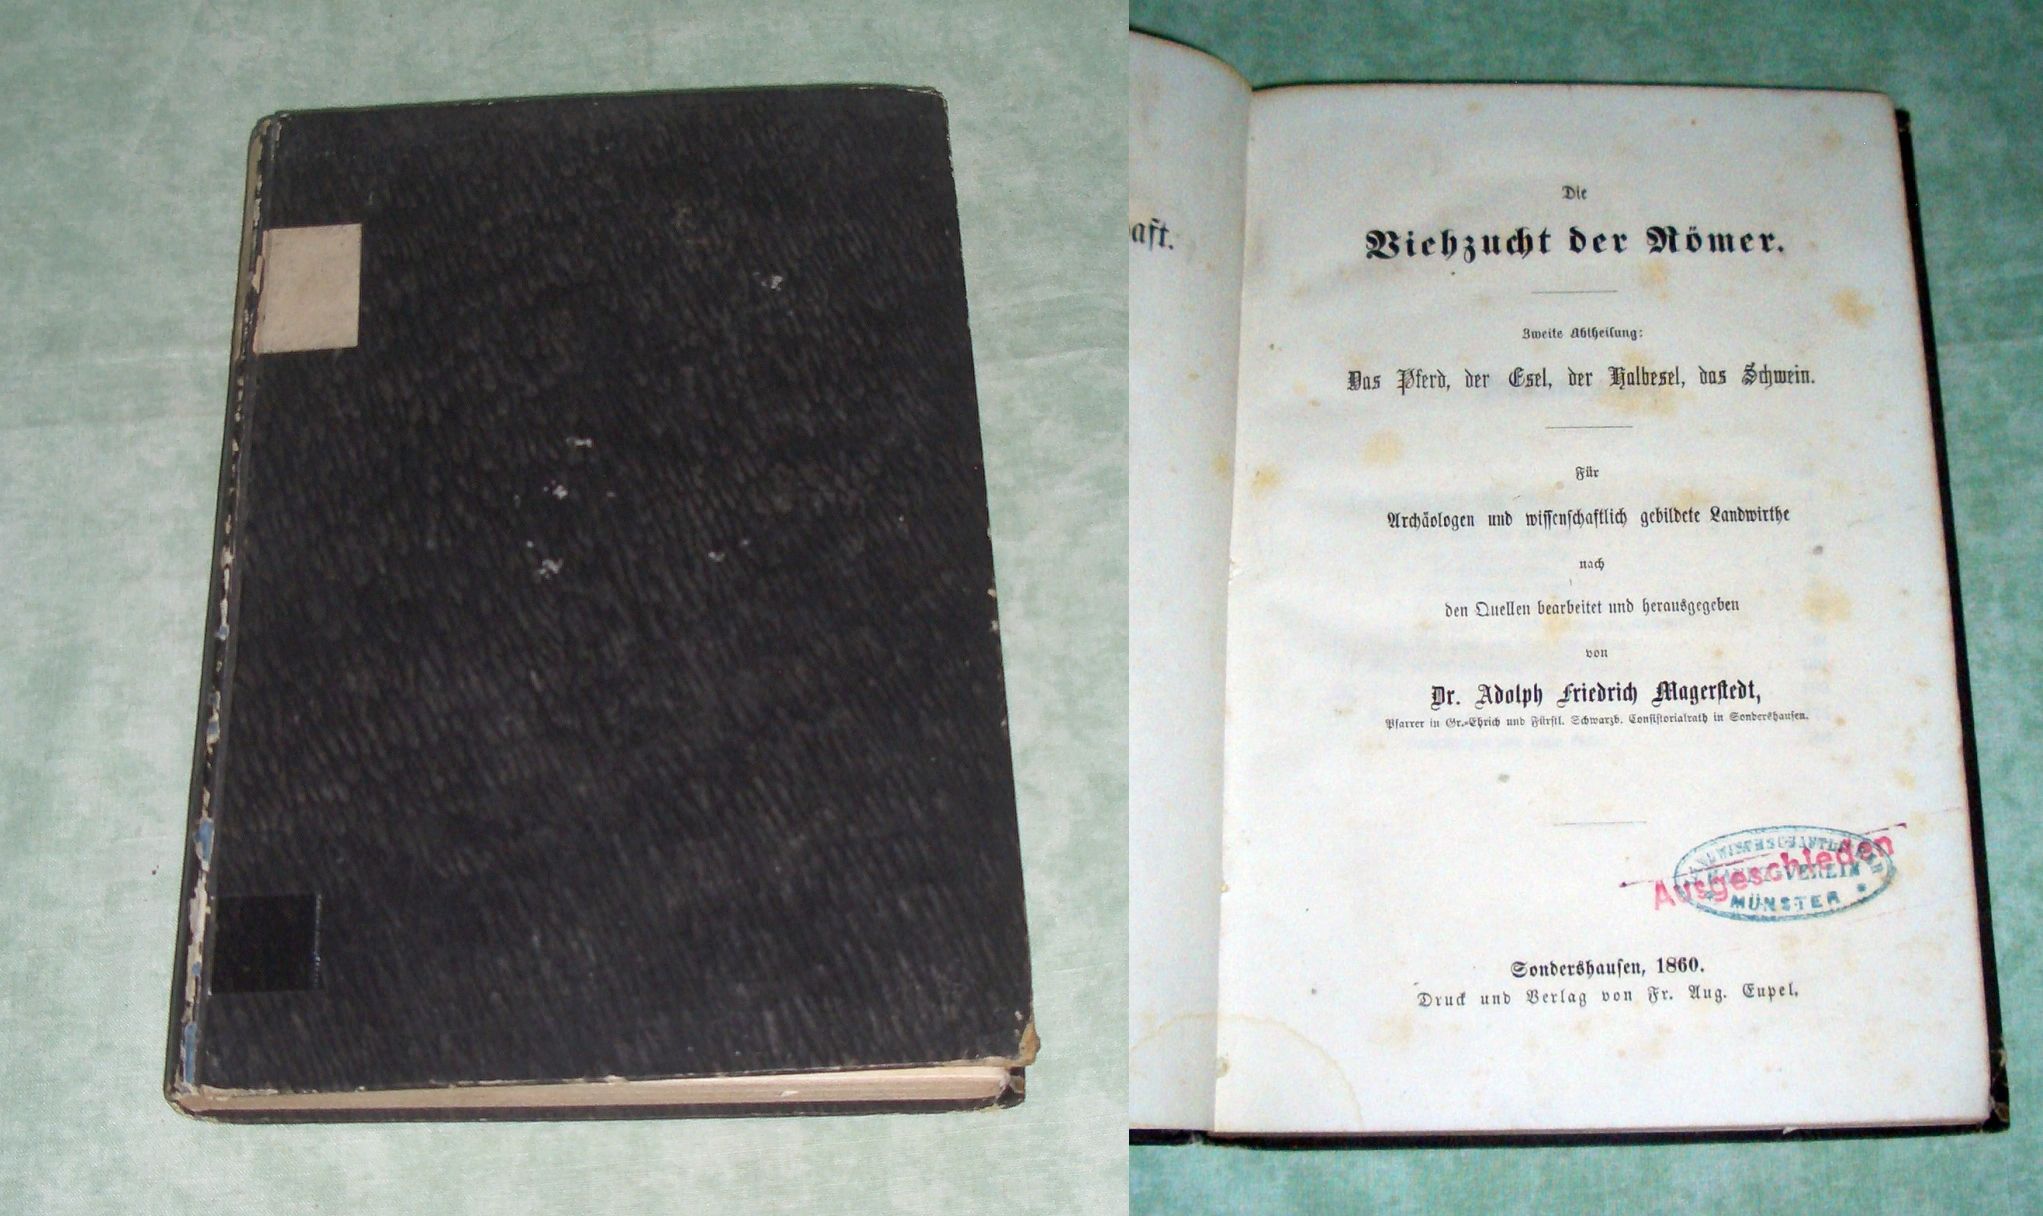 aft.
Die
Viehzucht der Römer.
Zweite Abtheilung:
Das Pferd, der Esel, der Halbesel, das Schwein.
Für
Archäologen und wissenschaftlich gebildete Landwirthe
nach
den Quellen bearbeitet und herausgegeben
von
Dr. Adolph Friedrich Magerstedt,
Pfarrer in Gr.-Ehrich und Fürstl. Schwarzb. Consistorialrath in Sondershausen.
Ausgeschieden
MÜNSTER
Sondershausen, 1860.
Druck und Verlag von Fr. Aug. Eupel.